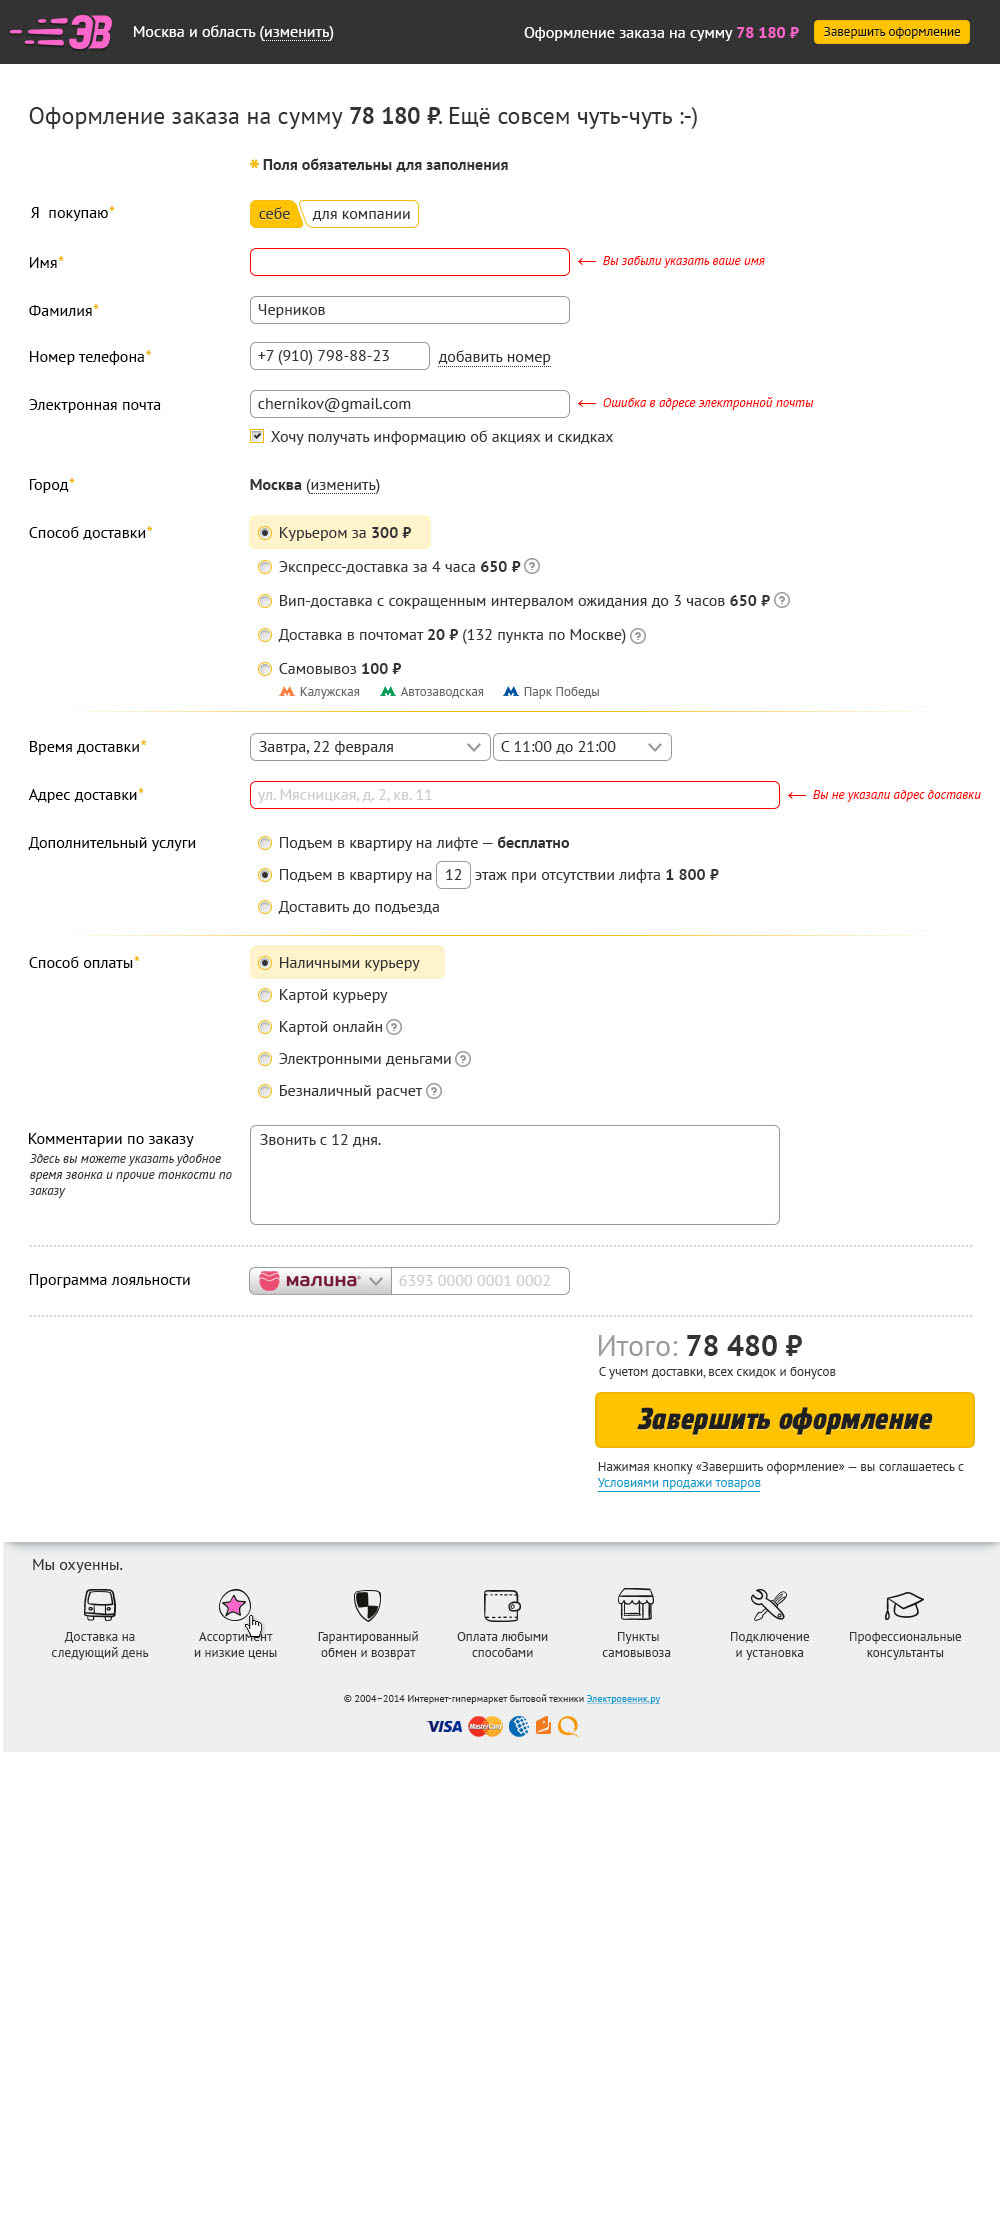 ЭВ
Москва и область (изменить)
Оформление заказа на сумму 78 180 ₽
Завершить оформление
Оформление заказа на сумму 78 180 ₽. Ещё совсем чуть-чуть :-)
* Поля обязательны для заполнения
Я покупаю*
себе
для компании
Имя*
← Вы забыли указать ваше имя
Фамилия*
Черников
Номер телефона*
+7 (910) 798-88-23
добавить номер
Электронная почта
chernikov@gmail.com
← Ошибка в адресе электронной почты
Хочу получать информацию об акциях и скидках
Город*
Москва (изменить)
Способ доставки*
Курьером за 300 ₽
Экспресс-доставка за 4 часа 650 ₽ ?
Вип-доставка с сокращенным интервалом ожидания до 3 часов 650 ₽ ?
Доставка в почтомат 20 ₽ (132 пункта по Москве) ?
Самовывоз 100 ₽
Калужская
Автозаводская
Парк Победы
Время доставки*
Завтра, 22 февраля
С 11:00 до 21:00
Адрес доставки*
ул. Мясницкая, д. 2, кв. 11
← Вы не указали адрес доставки
Дополнительный услуги
Подъем в квартиру на лифте — бесплатно
Подъем в квартиру на 12 этаж при отсутствии лифта 1 800 ₽
Доставить до подъезда
Способ оплаты*
Наличными курьеру
Картой курьеру
Картой онлайн ?
Электронными деньгами ?
Безналичный расчет ?
Комментарии по заказу
Здесь вы можете указать удобное
время звонка и прочие тонкости по
заказу
Звонить с 12 дня.
Программа лояльности
малина®
6393 0000 0001 0002
Итого: 78 480 ₽
С учетом доставки, всех скидок и бонусов
Завершить оформление
Нажимая кнопку «Завершить оформление» — вы соглашаетесь с
Условиями продажи товаров
Мы охуенны.
Доставка на
следующий день
Ассортимент
и низкие цены
Гарантированный
обмен и возврат
Оплата любыми
способами
Пункты
самовывоза
Подключение
и установка
Профессиональные
консультанты
© 2004–2014 Интернет-гипермаркет бытовой техники Электровеник.ру
VISA
MasterCard